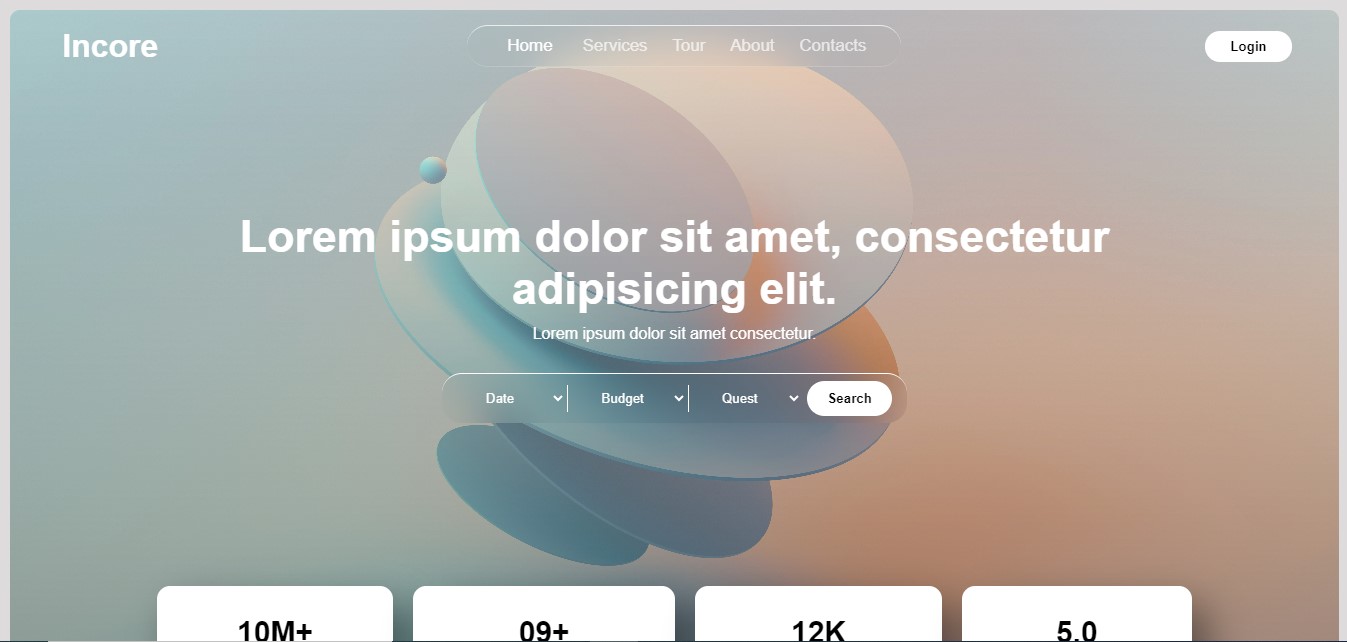 Incore
Home Services Tour About Contacts
Login
Lorem ipsum dolor sit amet, consectetur
adipisicing elit.
Lorem ipsum dolor sit amet consectetur.
Date Budget Quest Search
10M+ 09+ 12K 5.0